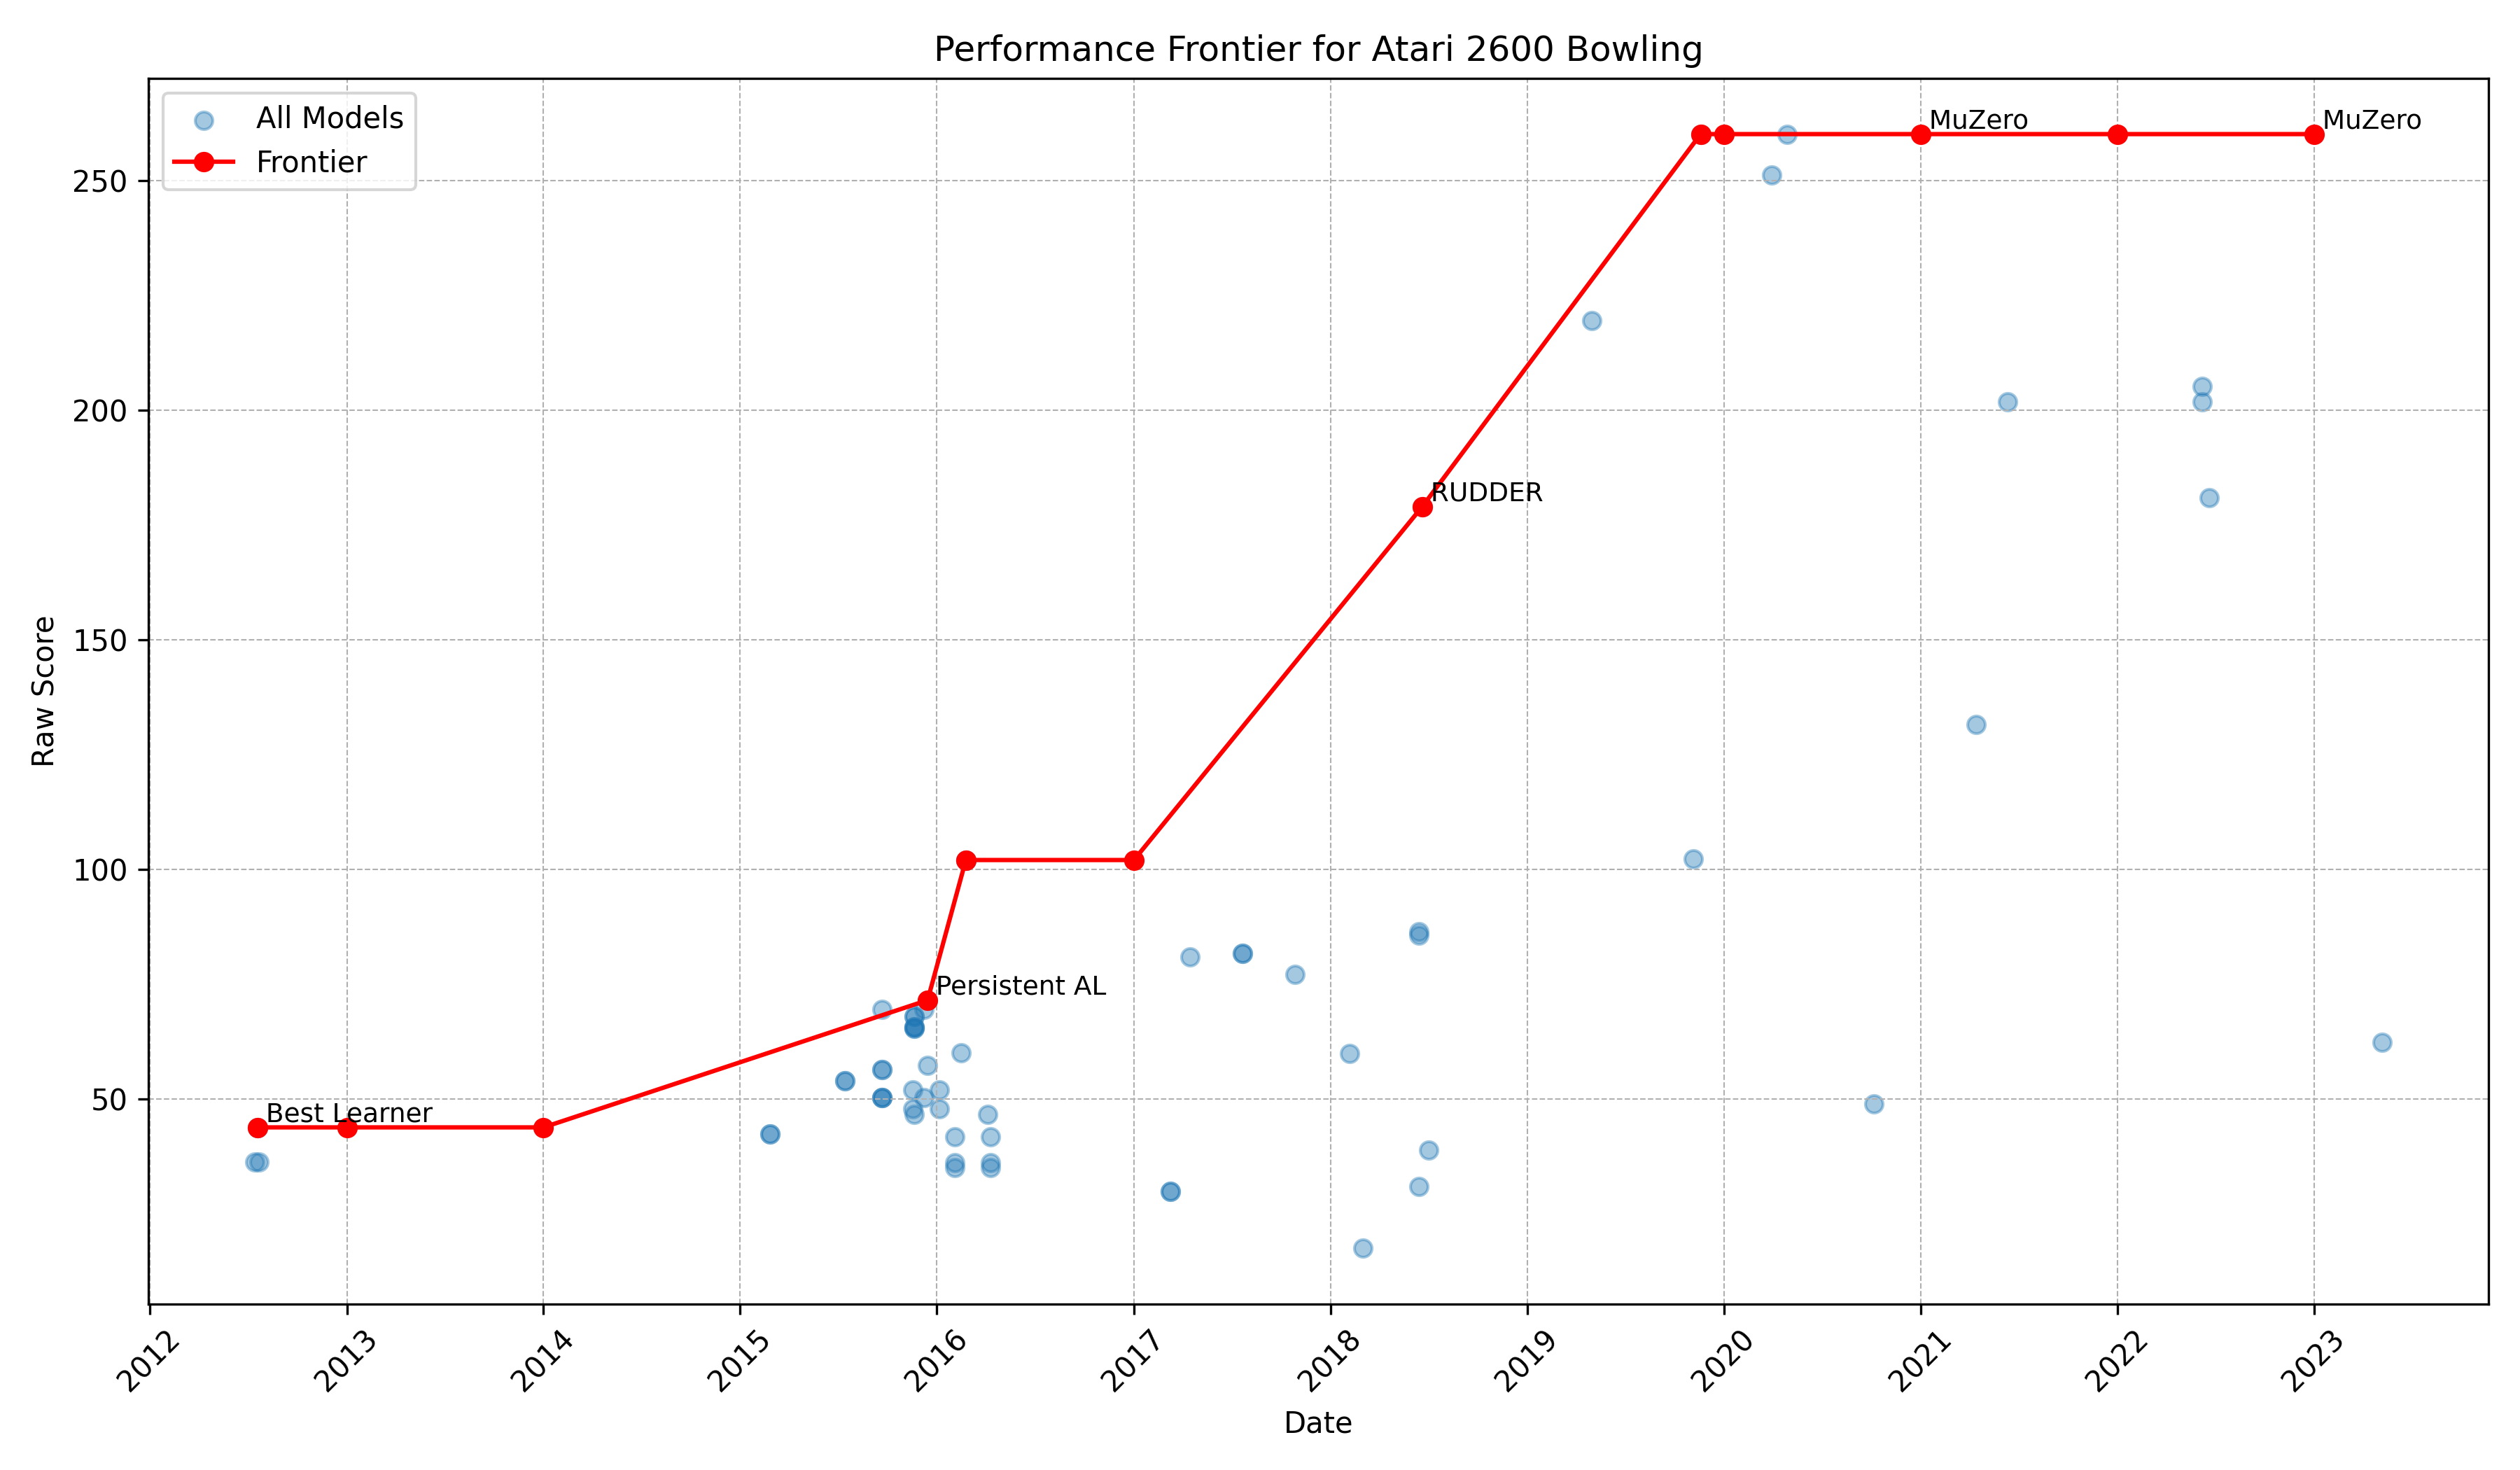 Performance Frontier for Atari 2600 Bowling
All Models
Frontier
MuZero
MuZero
250
200
RUDDER
Raw Score
150
100
Persistent AL
50
Best Learner
2012
2013
2014
2015
2016
2017
2018
2019
2020
2021
2022
2023
Date